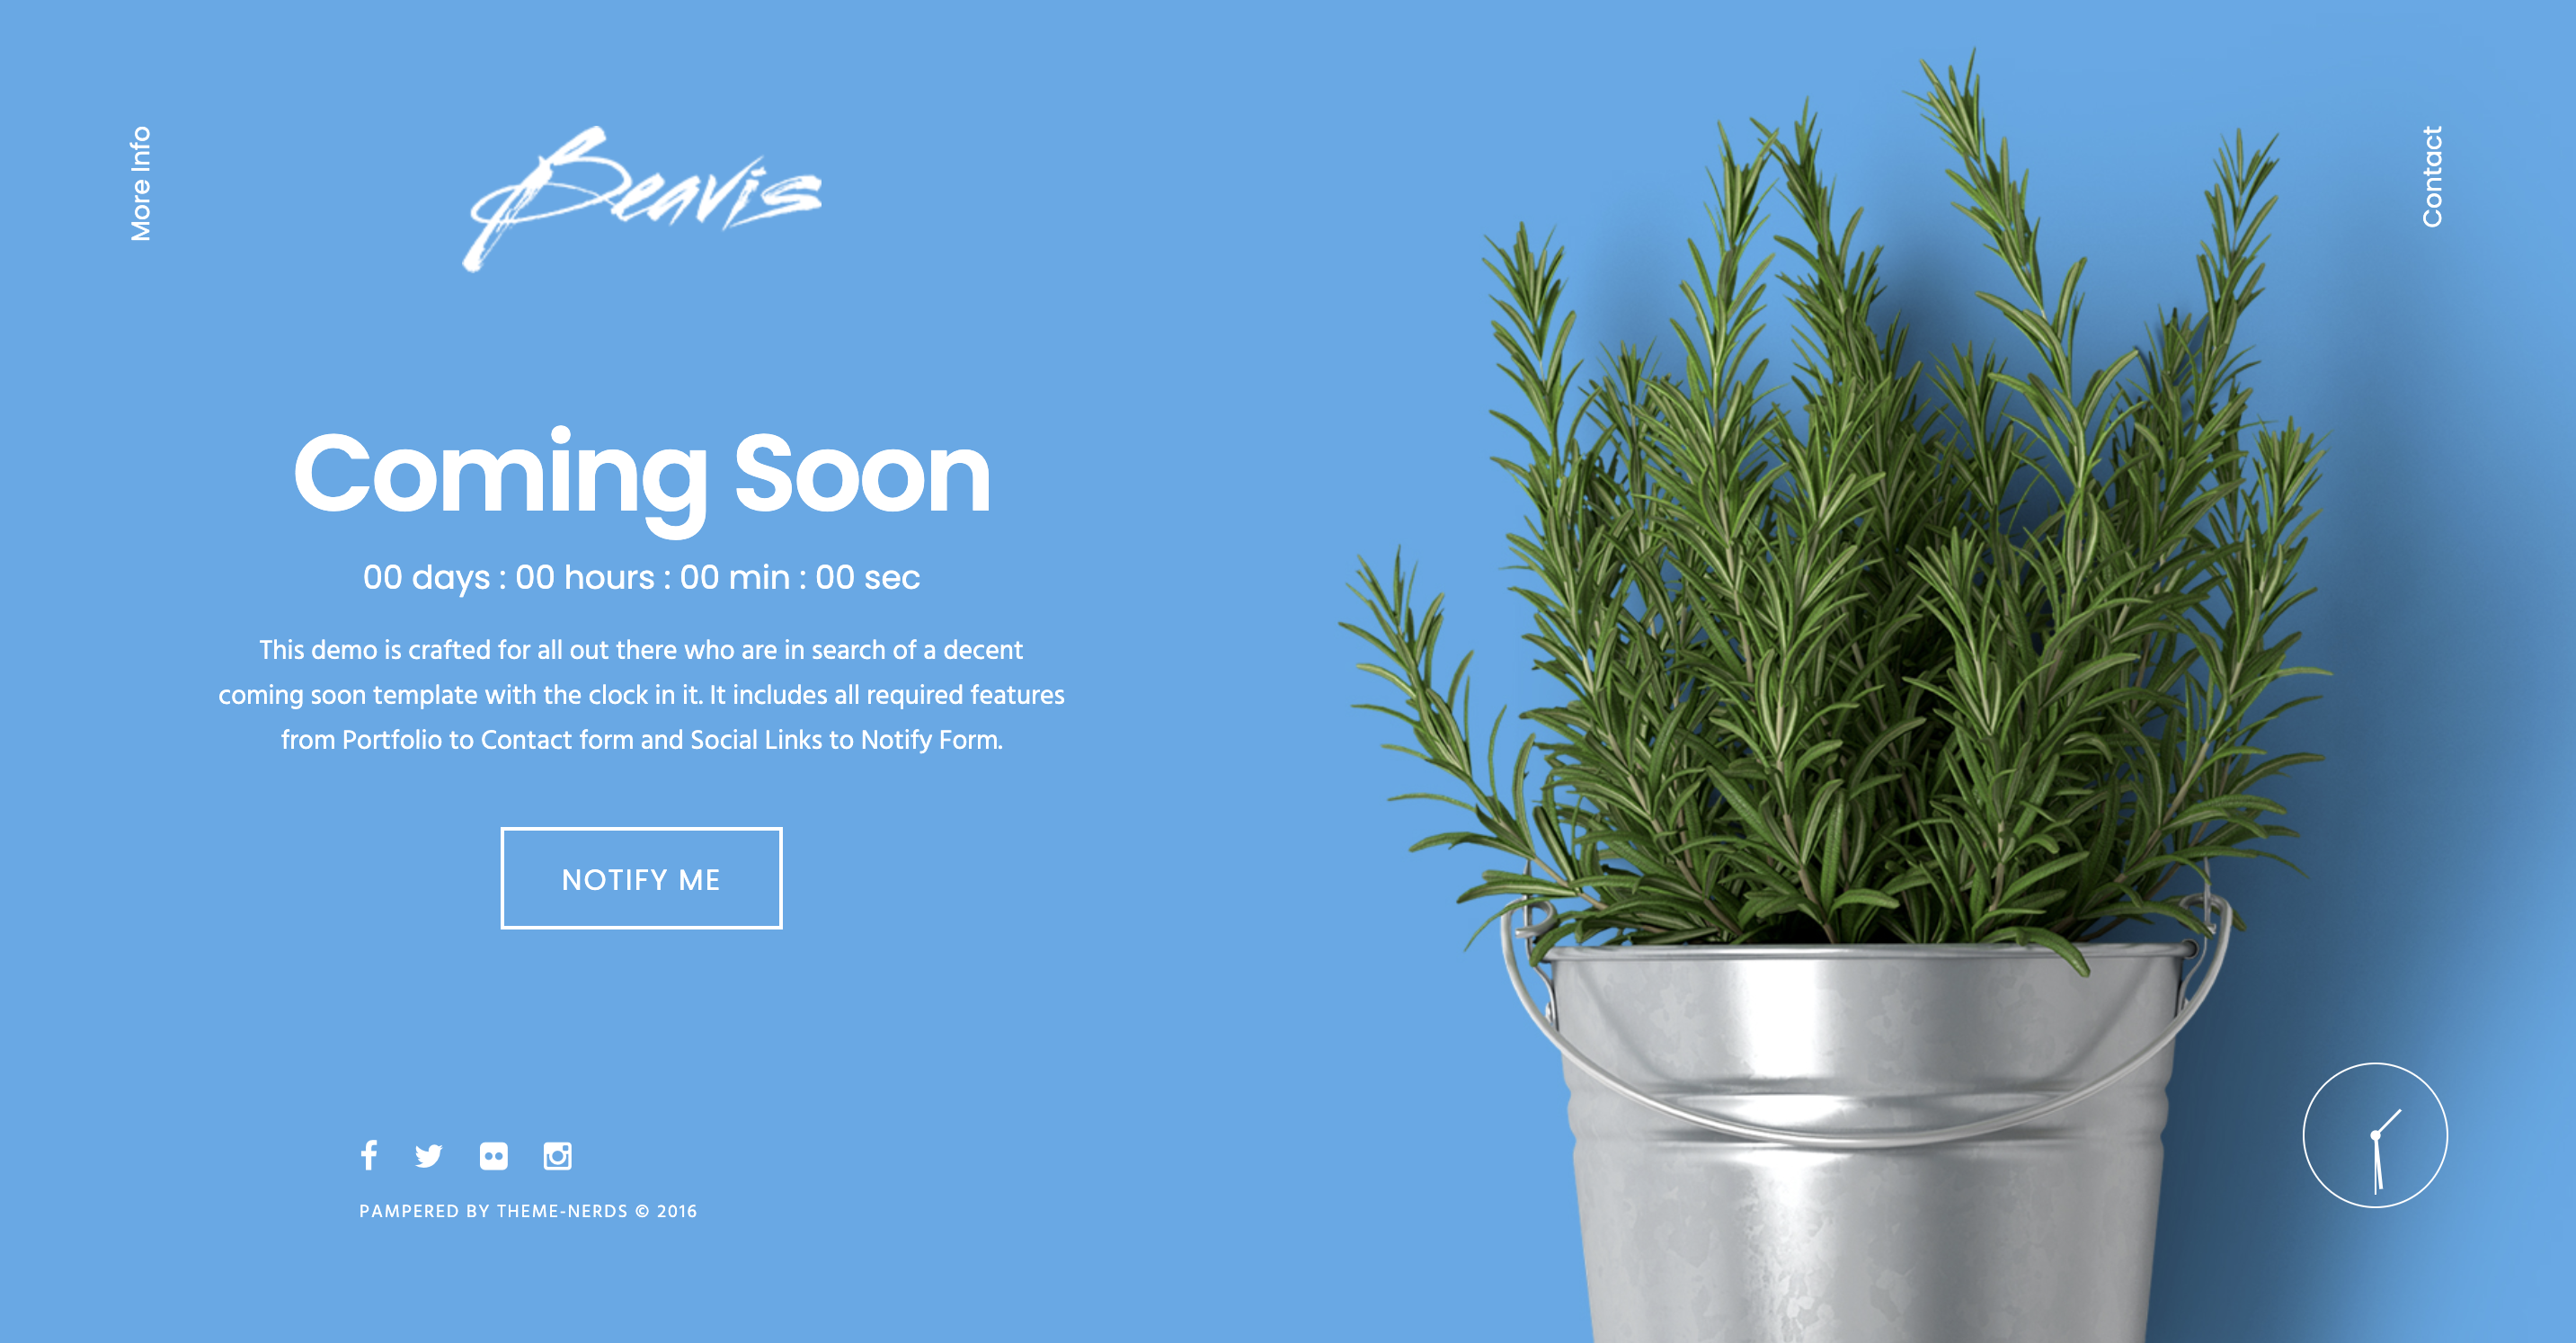 More Info
Beavis
Contact
Coming Soon
00 days : 00 hours : 00 min : 00 sec
This demo is crafted for all out there who are in search of a decent
coming soon template with the clock in it. It includes all required features
from Portfolio to Contact form and Social Links to Notify Form.
NOTIFY ME
PAMPERED BY THEME-NERDS © 2016